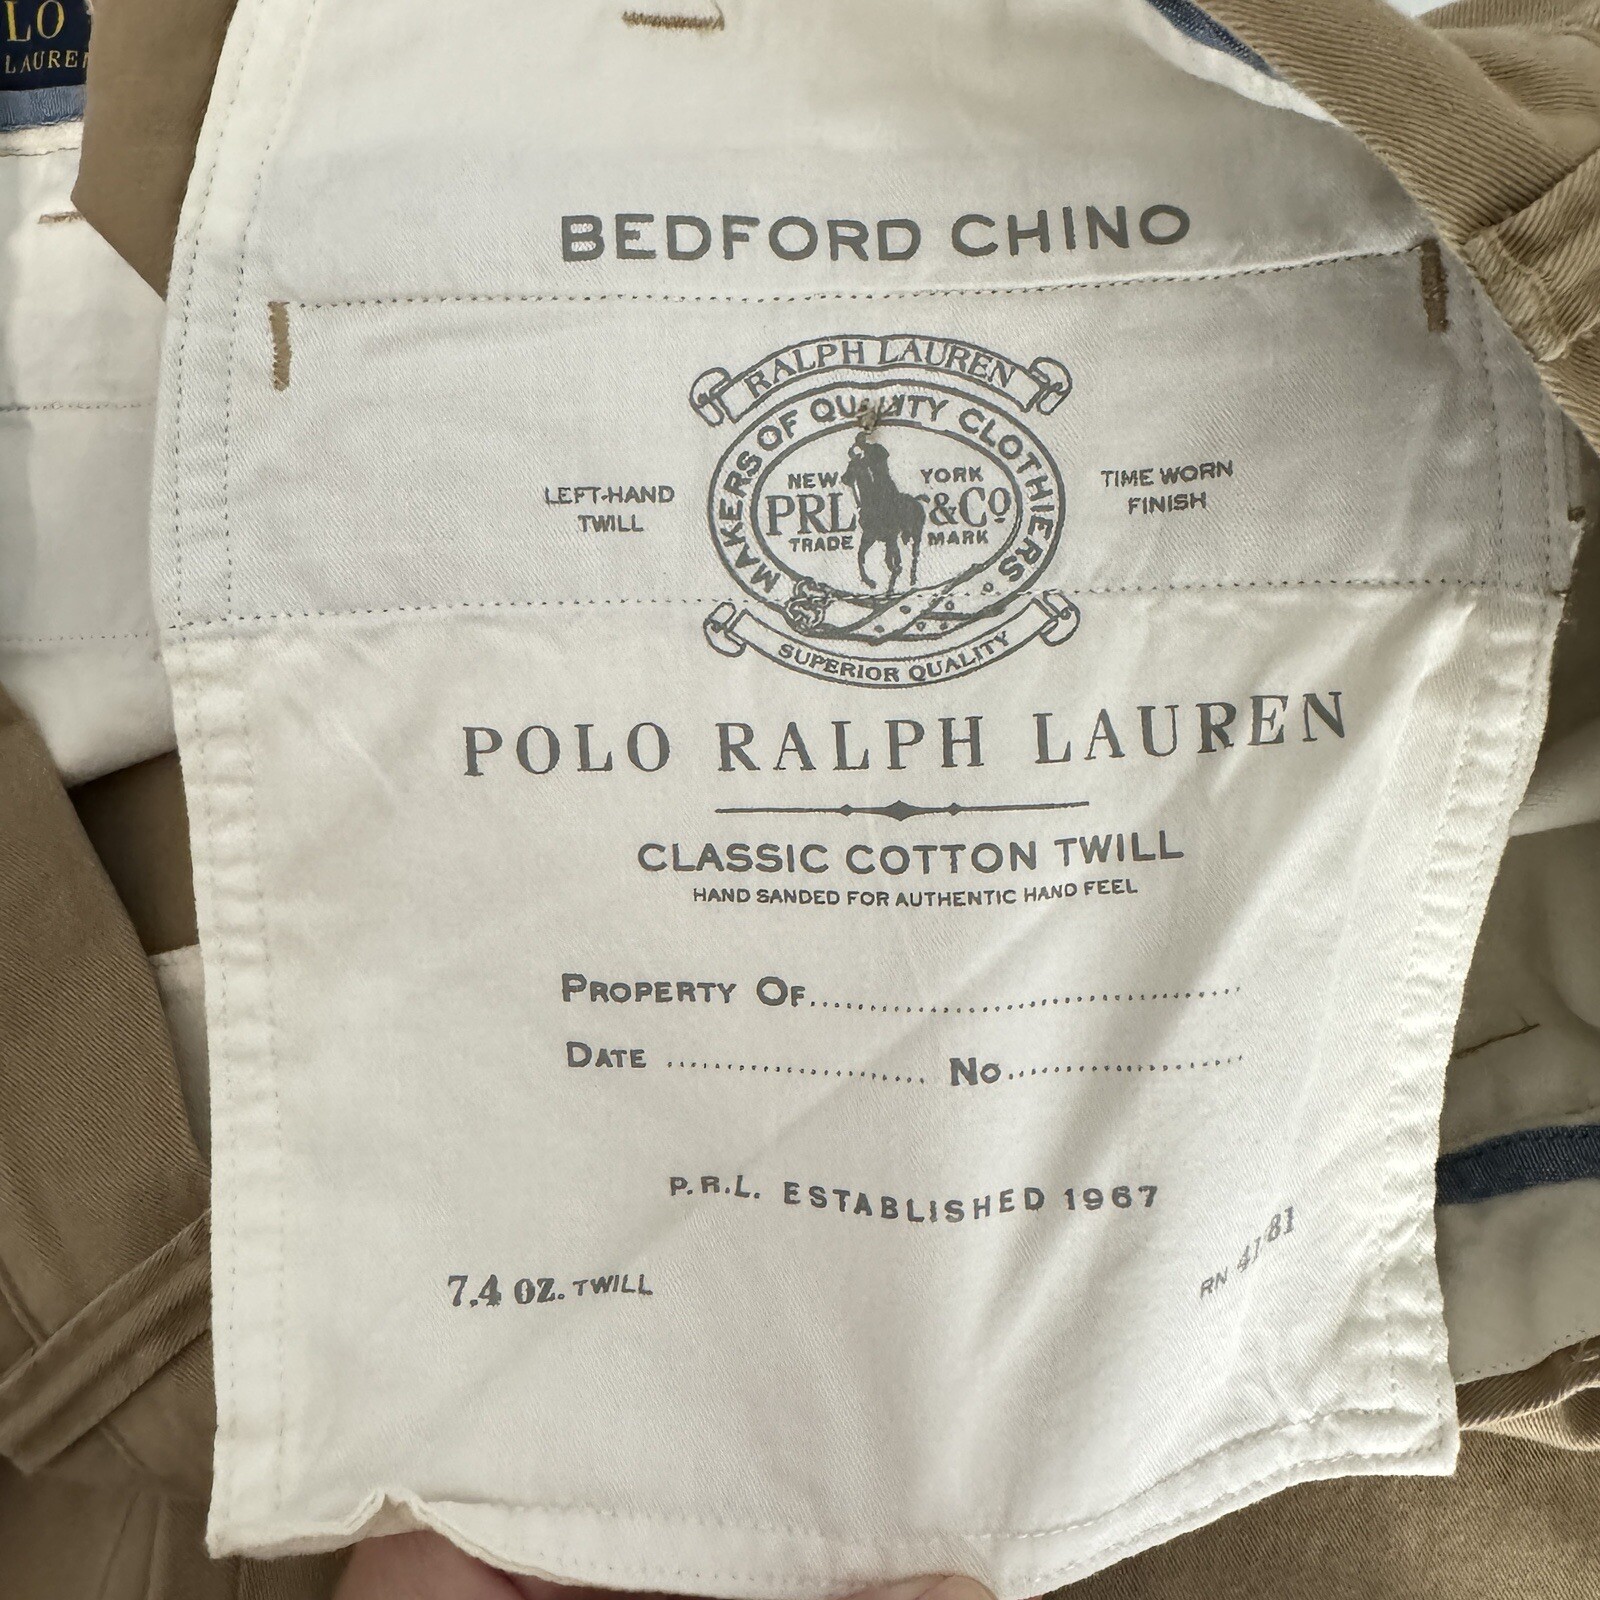 LO
LAUREN
BEDFORD CHINO
RALPH LAUREN
MAKERS OF QUALITY CLOTHIERS
NEW YORK
PRL &Co
TRADE MARK
SUPERIOR QUALITY
LEFT-HAND
TWILL
TIME WORN
FINISH
POLO RALPH LAUREN
CLASSIC COTTON TWILL
HAND SANDED FOR AUTHENTIC HAND FEEL
PROPERTY OF........................................
DATE ........................ No........................
P.R.L. ESTABLISHED 1967
7.4 OZ. TWILL
RN 41381